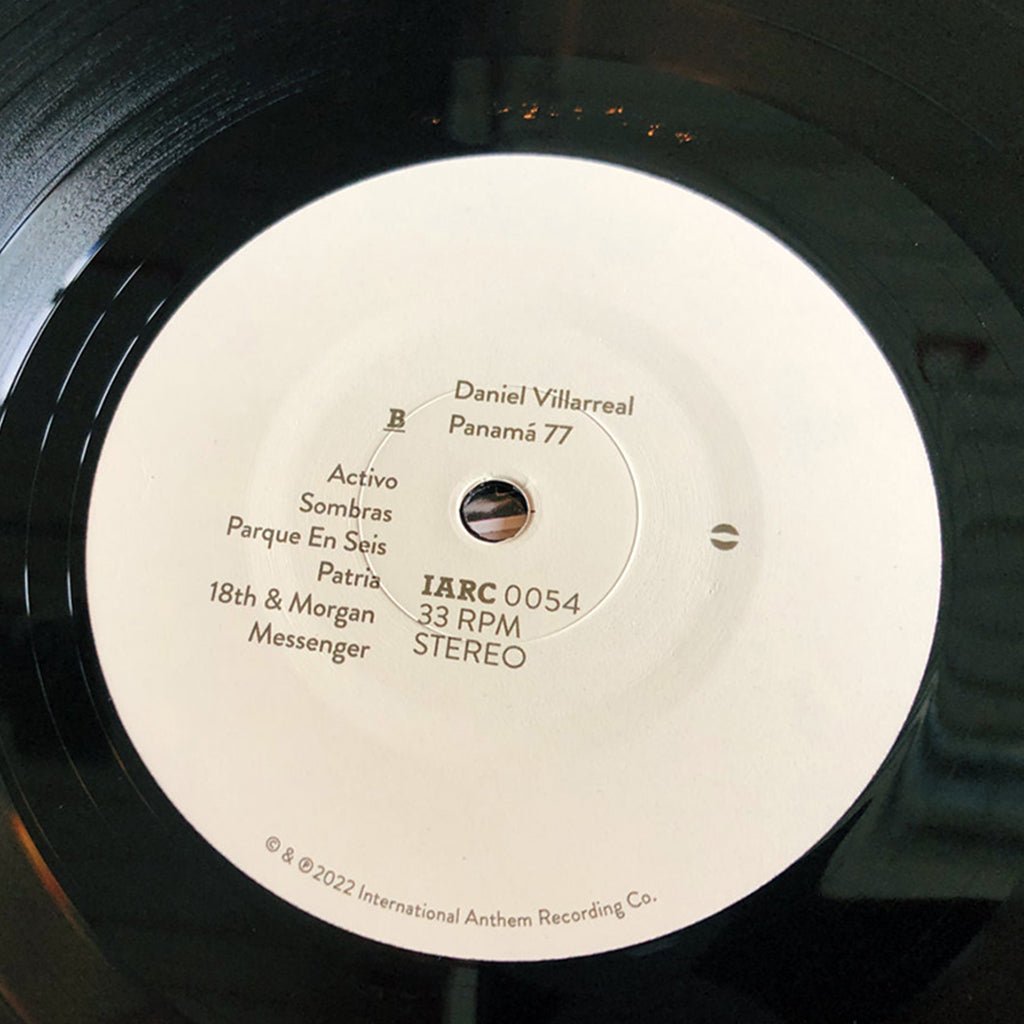 Daniel Villarreal
B
Panamá 77
Activo
Sombras
Parque En Seis
Patria
18th & Morgan
Messenger
IARC 0054
33 RPM
STEREO
© & ℗ 2022 International Anthem Recording Co.